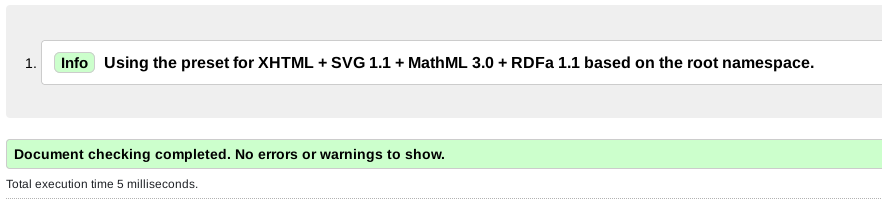 1. Info Using the preset for XHTML + SVG 1.1 + MathML 3.0 + RDFa 1.1 based on the root namespace.
Document checking completed. No errors or warnings to show.
Total execution time 5 milliseconds.